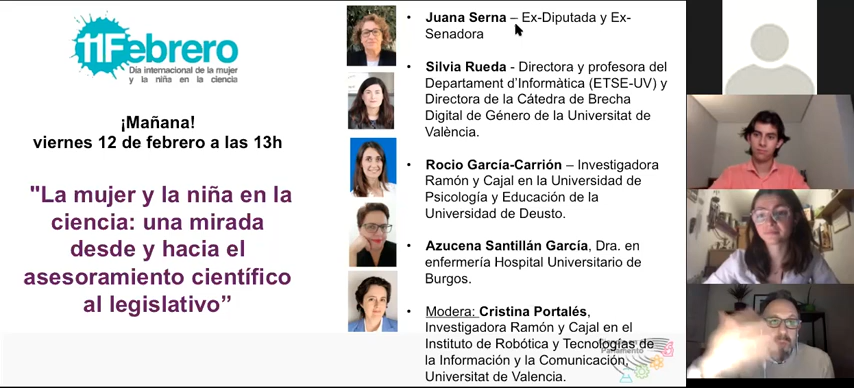 11Febrero
Día internacional de la mujer
y la niña en la ciencia
¡Mañana!
viernes 12 de febrero a las 13h
"La mujer y la niña en la
ciencia: una mirada
desde y hacia el
asesoramiento científico
al legislativo”
• Juana Serna – Ex-Diputada y Ex-
Senadora
• Silvia Rueda - Directora y profesora del
Departament d’Informàtica (ETSE-UV) y
Directora de la Cátedra de Brecha
Digital de Género de la Universitat de
València.
• Rocio García-Carrión – Investigadora
Ramón y Cajal en la Universidad de
Psicología y Educación de la
Universidad de Deusto.
• Azucena Santillán García, Dra. en
enfermería Hospital Universitario de
Burgos.
• Modera: Cristina Portalés,
Investigadora Ramón y Cajal en el
Instituto de Robótica y Tecnologías de
la Información y la Comunicación,
Universitat de Valencia.
Parlamento